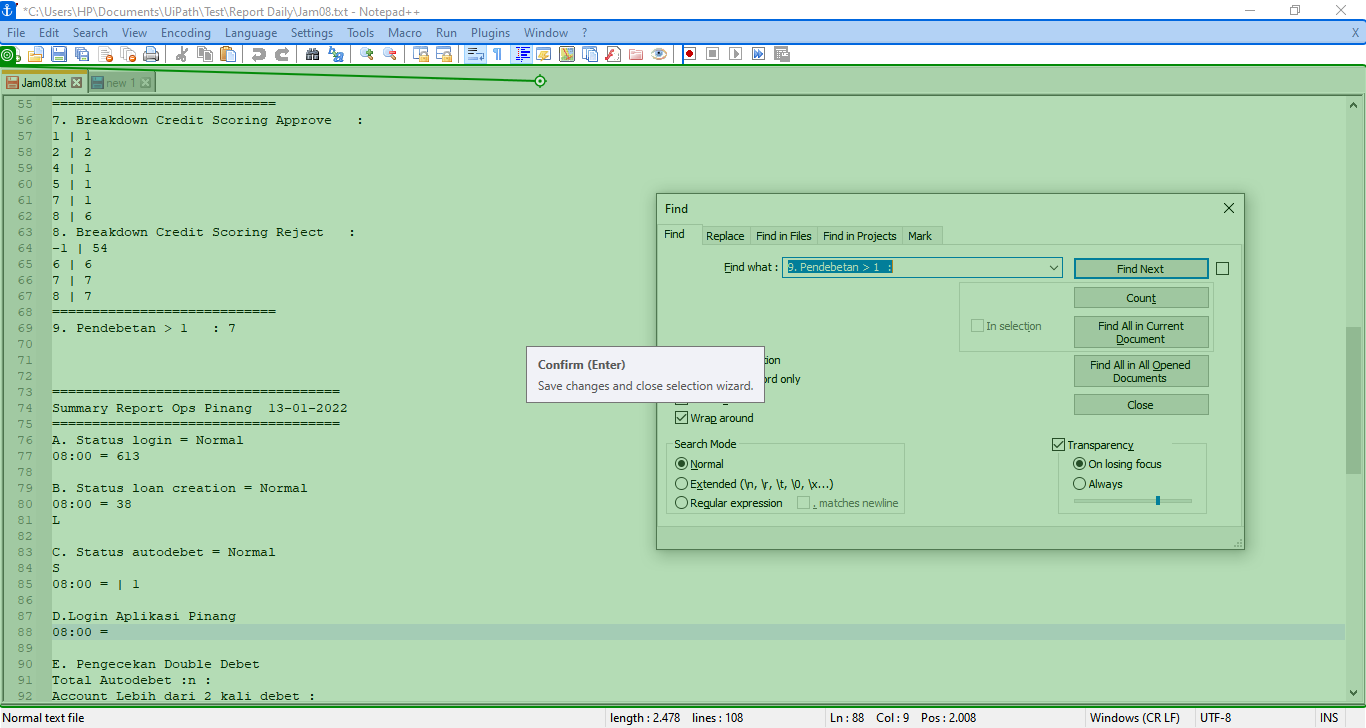 *C:\Users\HP\Documents\UiPath\Test\Report Daily\Jam08.txt - Notepad++
File Edit Search View Encoding Language Settings Tools Macro Run Plugins Window ? X
Jam08.txt new 1
55 ============================
56 7. Breakdown Credit Scoring Approve :
57 1 | 1
58 2 | 2
59 4 | 1
60 5 | 1
61 7 | 1
62 8 | 6
63 8. Breakdown Credit Scoring Reject :
64 -1 | 54
65 6 | 6
66 7 | 7
67 8 | 7
68 ============================
69 9. Pendebetan > 1 : 7
70
71
72
73 ====================================
74 Summary Report Ops Pinang 13-01-2022
75 ====================================
76 A. Status login = Normal
77 08:00 = 613
78
79 B. Status loan creation = Normal
80 08:00 = 38
81 L
82
83 C. Status autodebet = Normal
84 S
85 08:00 = | 1
86
87 D.Login Aplikasi Pinang
88 08:00 =
89
90 E. Pengecekan Double Debet
91 Total Autodebet :n :
92 Account Lebih dari 2 kali debet :
Find
Find Replace Find in Files Find in Projects Mark
Find what : 9. Pendebetan > 1 :
Find Next
Count
In selection
Find All in Current
Document
Find All in All Opened
Documents
Close
Confirm (Enter)
Save changes and close selection wizard.
Wrap around
Search Mode
Normal
Extended (\n, \r, \t, \0, \x...)
Regular expression . matches newline
Transparency
On losing focus
Always
Normal text file length : 2.478 lines : 108 Ln : 88 Col : 9 Pos : 2.008 Windows (CR LF) UTF-8 INS